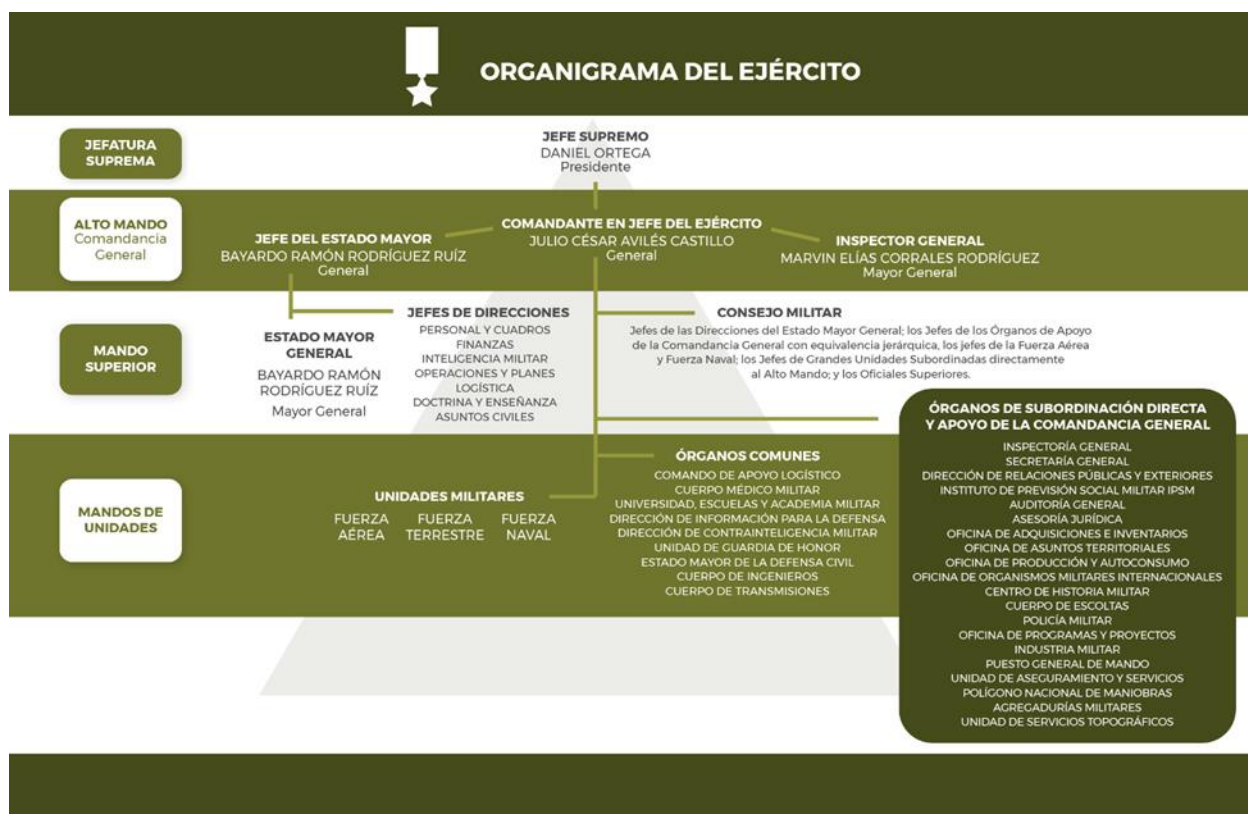 ORGANIGRAMA DEL EJÉRCITO
JEFATURA
SUPREMA
JEFE SUPREMO
DANIEL ORTEGA
Presidente
ALTO MANDO
Comandancia
General
JEFE DEL ESTADO MAYOR
BAYARDO RAMÓN RODRÍGUEZ RUÍZ
General
COMANDANTE EN JEFE DEL EJÉRCITO
JULIO CÉSAR AVILÉS CASTILLO
General
INSPECTOR GENERAL
MARVIN ELÍAS CORRALES RODRÍGUEZ
Mayor General
MANDO
SUPERIOR
ESTADO MAYOR
GENERAL
BAYARDO RAMÓN
RODRÍGUEZ RUÍZ
Mayor General
JEFES DE DIRECCIONES
PERSONAL Y CUADROS
FINANZAS
INTELIGENCIA MILITAR
OPERACIONES Y PLANES
LOGÍSTICA
DOCTRINA Y ENSEÑANZA
ASUNTOS CIVILES
CONSEJO MILITAR
Jefes de las Direcciones del Estado Mayor General; los Jefes de los Órganos de Apoyo
de la Comandancia General con equivalencia jerárquica, los jefes de la Fuerza Aérea
y Fuerza Naval; los Jefes de Grandes Unidades Subordinadas directamente
al Alto Mando; y los Oficiales Superiores.
MANDOS DE
UNIDADES
UNIDADES MILITARES
FUERZA
AÉREA
FUERZA
TERRESTRE
FUERZA
NAVAL
ÓRGANOS COMUNES
COMANDO DE APOYO LOGÍSTICO
CUERPO MÉDICO MILITAR
UNIVERSIDAD, ESCUELAS Y ACADEMIA MILITAR
DIRECCIÓN DE INFORMACIÓN PARA LA DEFENSA
DIRECCIÓN DE CONTRAINTELIGENCIA MILITAR
UNIDAD DE GUARDIA DE HONOR
ESTADO MAYOR DE LA DEFENSA CIVIL
CUERPO DE INGENIEROS
CUERPO DE TRANSMISIONES
ÓRGANOS DE SUBORDINACIÓN DIRECTA
Y APOYO DE LA COMANDANCIA GENERAL
INSPECTORÍA GENERAL
SECRETARÍA GENERAL
DIRECCIÓN DE RELACIONES PÚBLICAS Y EXTERIORES
INSTITUTO DE PREVISIÓN SOCIAL MILITAR IPSM
AUDITORÍA GENERAL
ASESORÍA JURÍDICA
OFICINA DE ADQUISICIONES E INVENTARIOS
OFICINA DE ASUNTOS TERRITORIALES
OFICINA DE PRODUCCIÓN Y AUTOCONSUMO
OFICINA DE ORGANISMOS MILITARES INTERNACIONALES
CENTRO DE HISTORIA MILITAR
CUERPO DE ESCOLTAS
POLICÍA MILITAR
OFICINA DE PROGRAMAS Y PROYECTOS
INDUSTRIA MILITAR
PUESTO GENERAL DE MANDO
UNIDAD DE ASEGURAMIENTO Y SERVICIOS
POLÍGONO NACIONAL DE MANIOBRAS
AGREGADURÍAS MILITARES
UNIDAD DE SERVICIOS TOPOGRÁFICOS